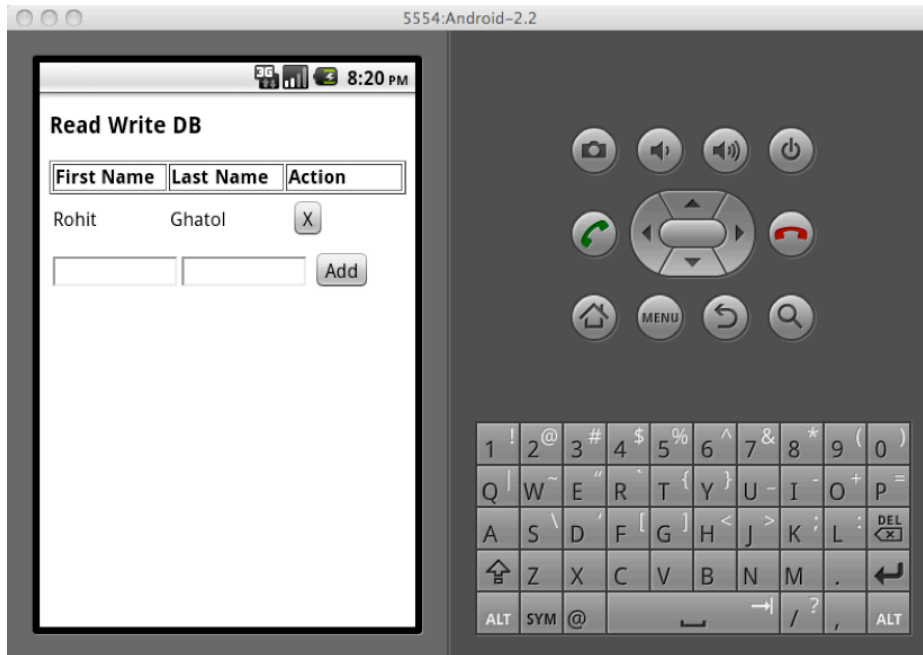 5554:Android-2.2
3G 8:20 PM
Read Write DB
First Name Last Name Action
Rohit Ghatol X
Add
MENU
1 ! 2 @ 3 # 4 $ 5 % 6 ^ 7 & 8 * 9 ( 0 )
Q | W ~ E " R ` T { Y } U _ I - O + P =
A S \ D ' F [ G ] H < J > K ; L : DEL
Z X C V B N M .
ALT SYM @ / ? , ALT